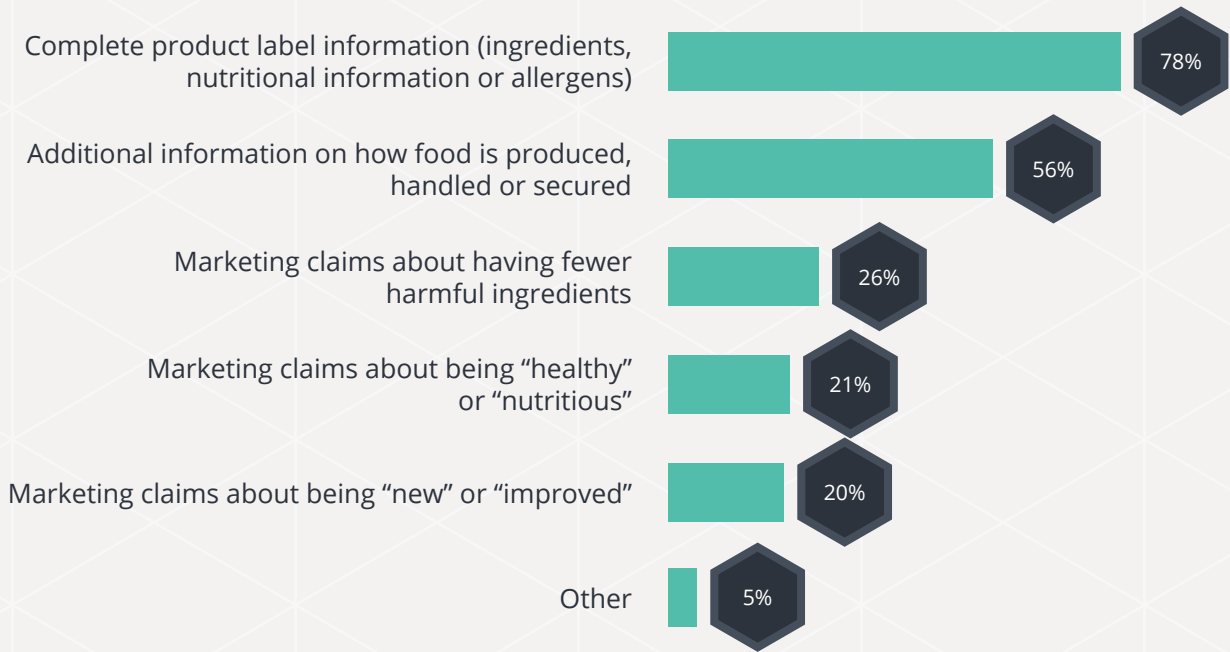 Complete product label information (ingredients,
nutritional information or allergens)
78%
Additional information on how food is produced,
handled or secured
56%
Marketing claims about having fewer
harmful ingredients
26%
Marketing claims about being “healthy”
or “nutritious”
21%
Marketing claims about being “new” or “improved”
20%
Other
5%